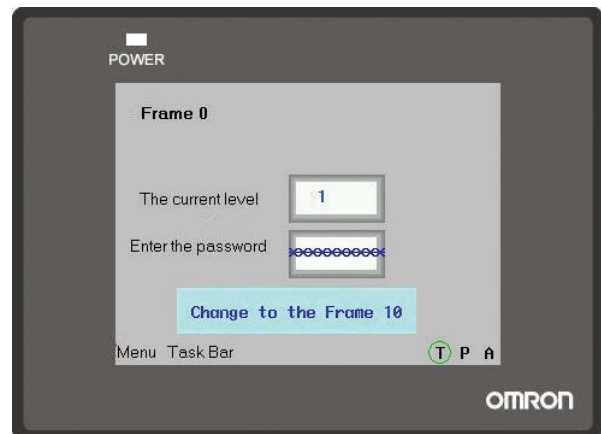 POWER
Frame 0
The current level 1
Enter the password xxxxxxxxxx
Change to the Frame 10
Menu Task Bar T P A
OMRON